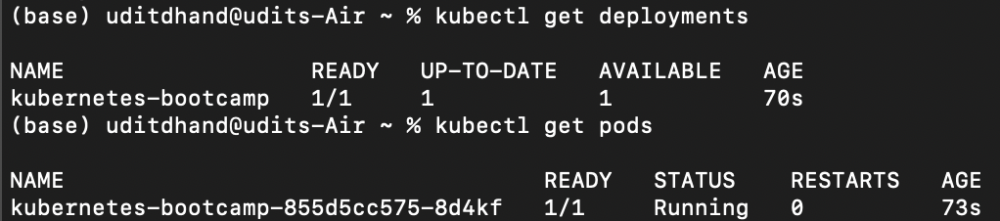 (base) uditdhand@udits-Air ~ % kubectl get deployments
NAME READY UP-TO-DATE AVAILABLE AGE
kubernetes-bootcamp 1/1 1 1 70s
(base) uditdhand@udits-Air ~ % kubectl get pods
NAME READY STATUS RESTARTS AGE
kubernetes-bootcamp-855d5cc575-8d4kf 1/1 Running 0 73s